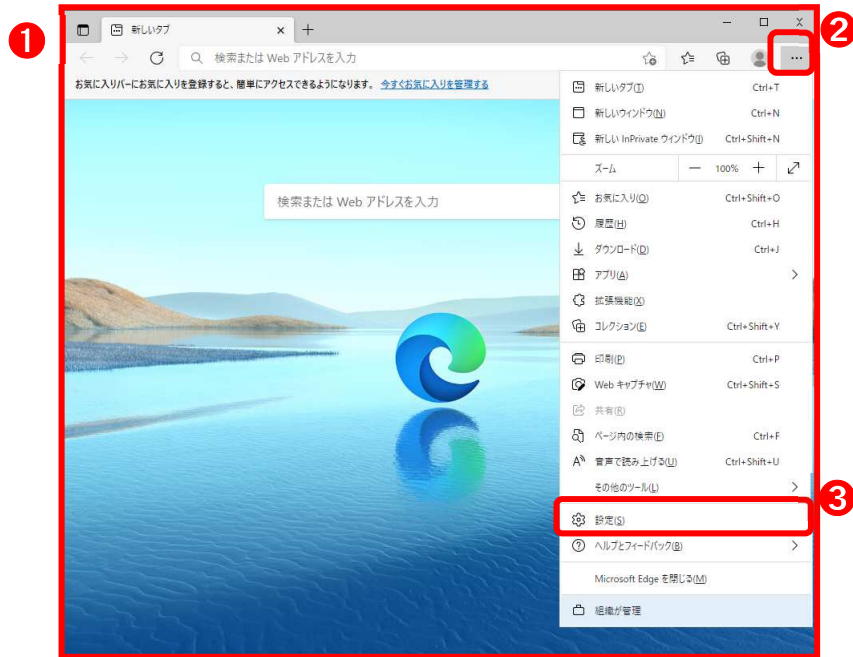 ❶
❷
新しいタブ
検索または Web アドレスを入力
お気に入りバーにお気に入りを登録すると、簡単にアクセスできるようになります。 今すぐお気に入りを管理する
検索または Web アドレスを入力
新しいタブ(T) Ctrl+T
新しいウィンドウ(N) Ctrl+N
新しい InPrivate ウィンドウ(I) Ctrl+Shift+N
ズーム 100%
お気に入り(O) Ctrl+Shift+O
履歴(H) Ctrl+H
ダウンロード(D) Ctrl+J
アプリ(A)
拡張機能(X)
コレクション(E) Ctrl+Shift+Y
印刷(P) Ctrl+P
Web キャプチャ(W) Ctrl+Shift+S
共有(R)
ページ内の検索(F) Ctrl+F
音声で読み上げる(U) Ctrl+Shift+U
その他のツール(L)
❸
設定(S)
ヘルプとフィードバック(B)
Microsoft Edge を閉じる(M)
組織が管理